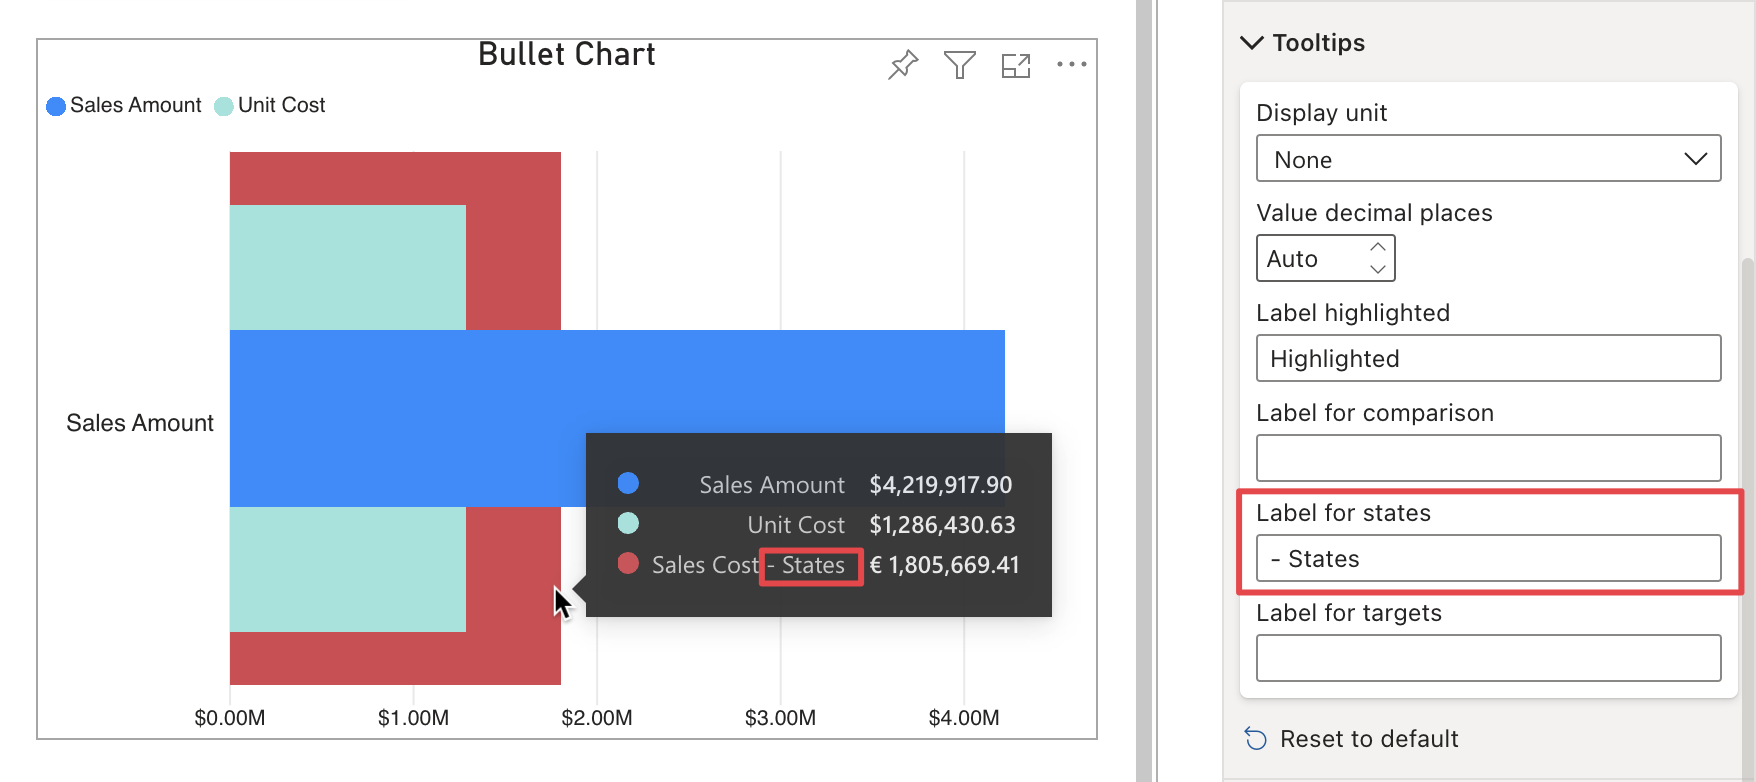 Bullet Chart
Sales Amount Unit Cost
Sales Amount
Sales Amount $4,219,917.90
Unit Cost $1,286,430.63
Sales Cost - States € 1,805,669.41
$0.00M $1.00M $2.00M $3.00M $4.00M
Tooltips
Display unit
None
Value decimal places
Auto
Label highlighted
Highlighted
Label for comparison
Label for states
- States
Label for targets
Reset to default